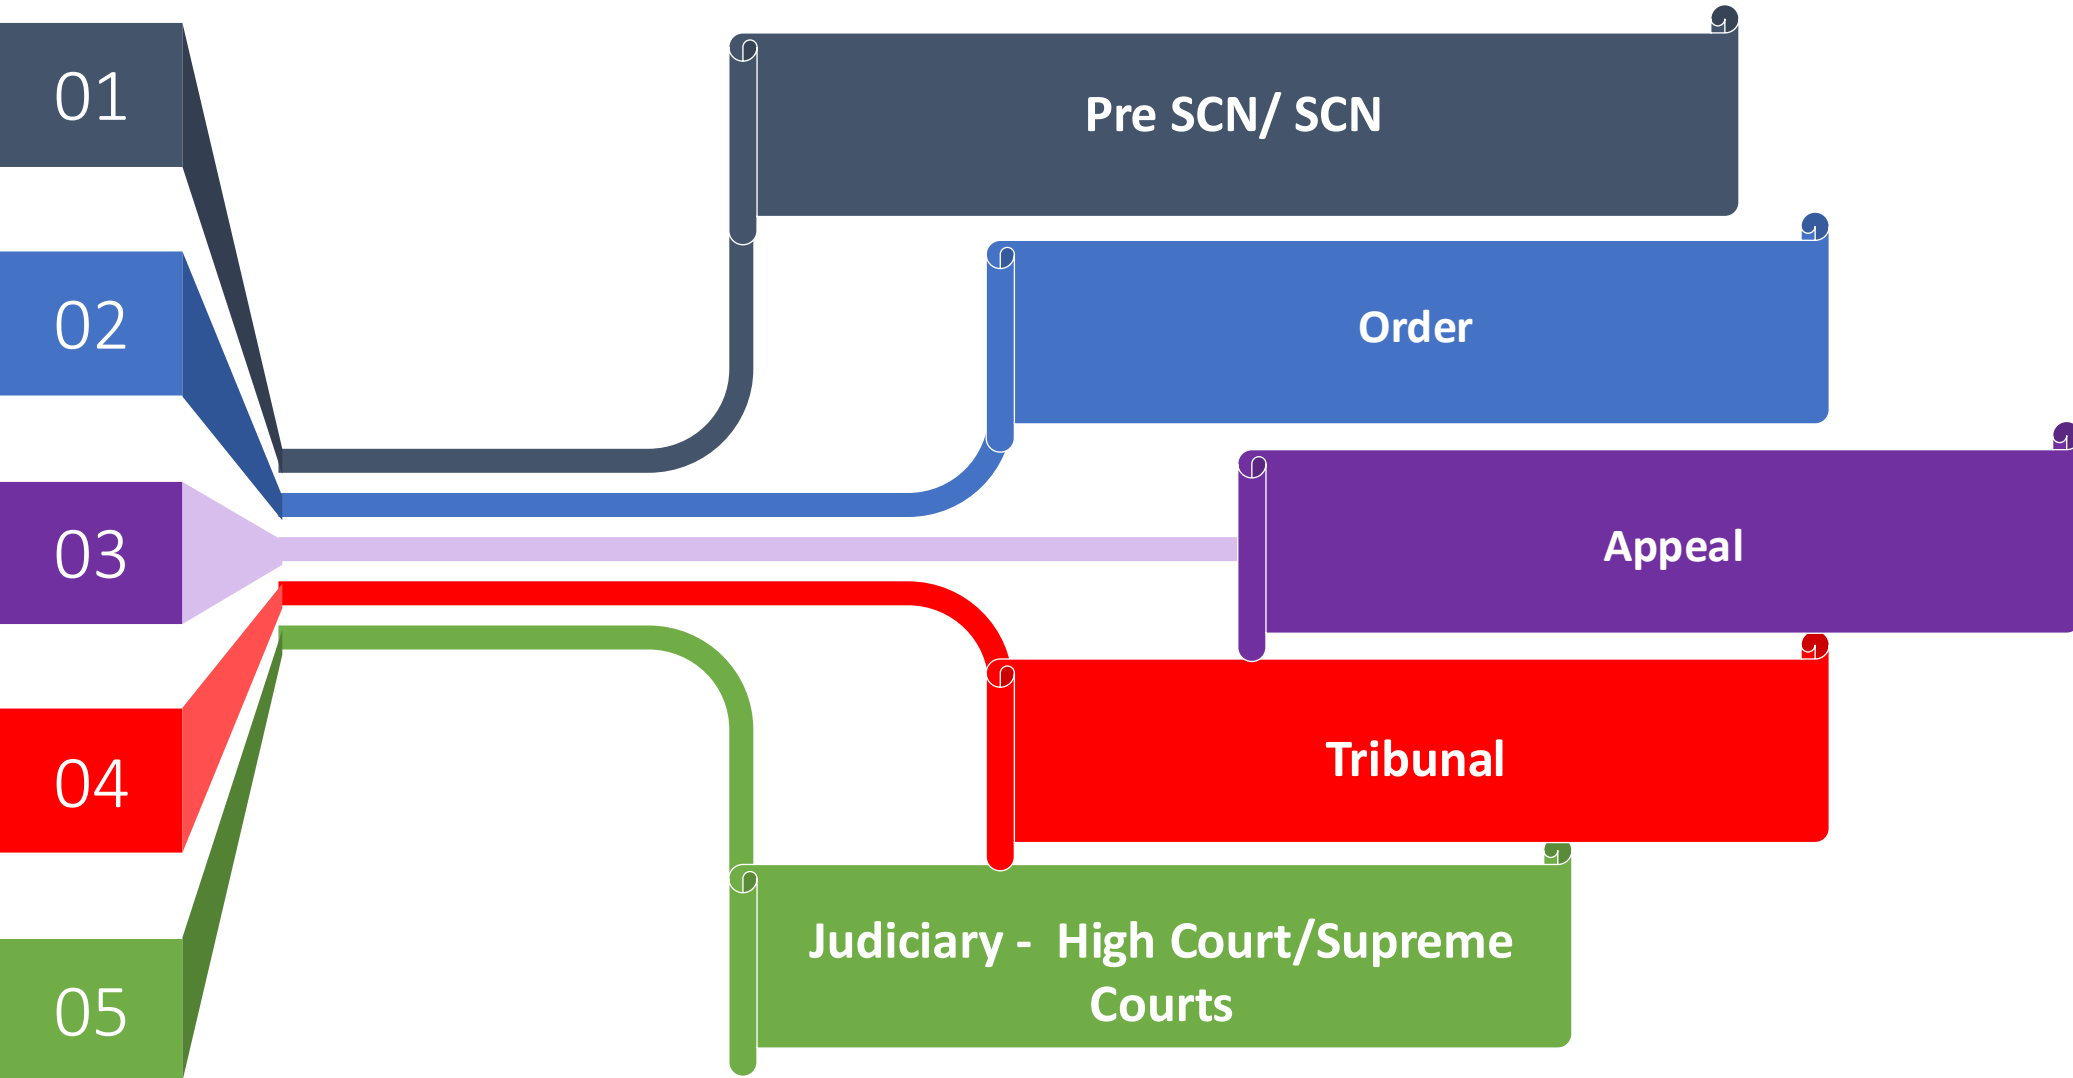 01
Pre SCN/ SCN
02
Order
03
Appeal
04
Tribunal
05
Judiciary -  High Court/Supreme
Courts